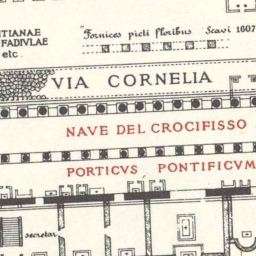 TIANAE
FADIVLAE
etc.
"Fornices picti floribus Scavi 1607
VIA CORNELIA
NAVE DEL CROCIFISSO
PORTICVS PONTIFICVM
secretar